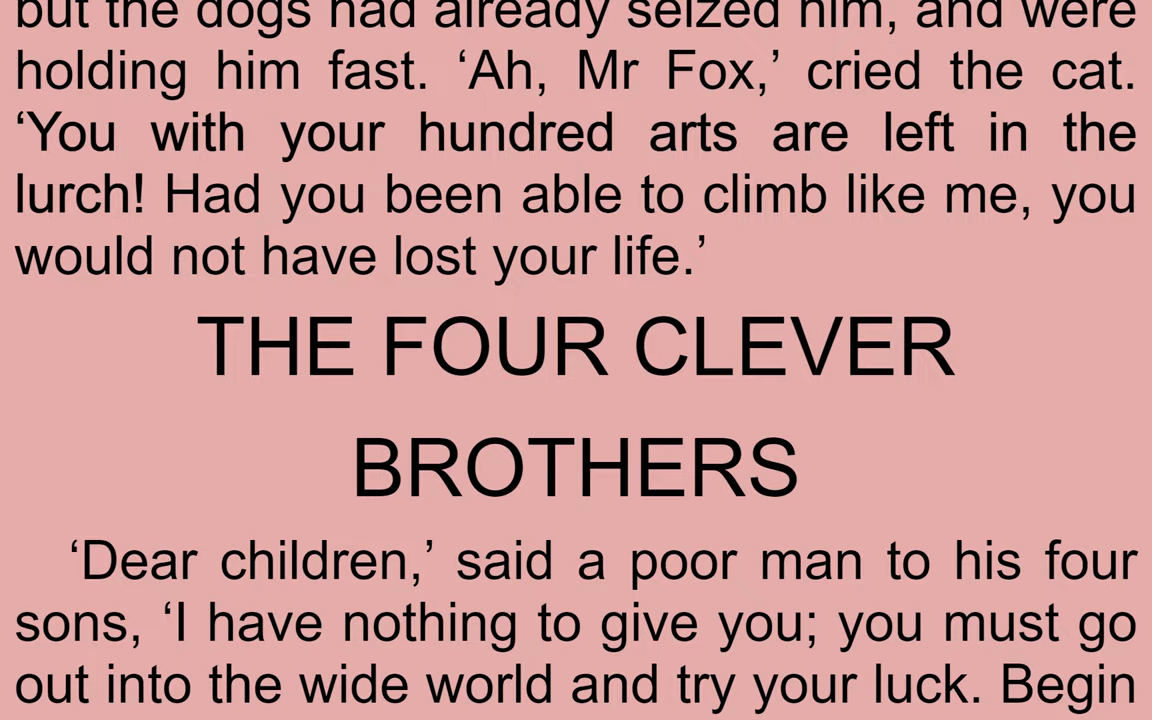 but the dogs had already seized him, and were
holding him fast. ‘Ah, Mr Fox,’ cried the cat.
‘You with your hundred arts are left in the
lurch! Had you been able to climb like me, you
would not have lost your life.’
THE FOUR CLEVER
BROTHERS
‘Dear children,’ said a poor man to his four
sons, ‘I have nothing to give you; you must go
out into the wide world and try your luck. Begin